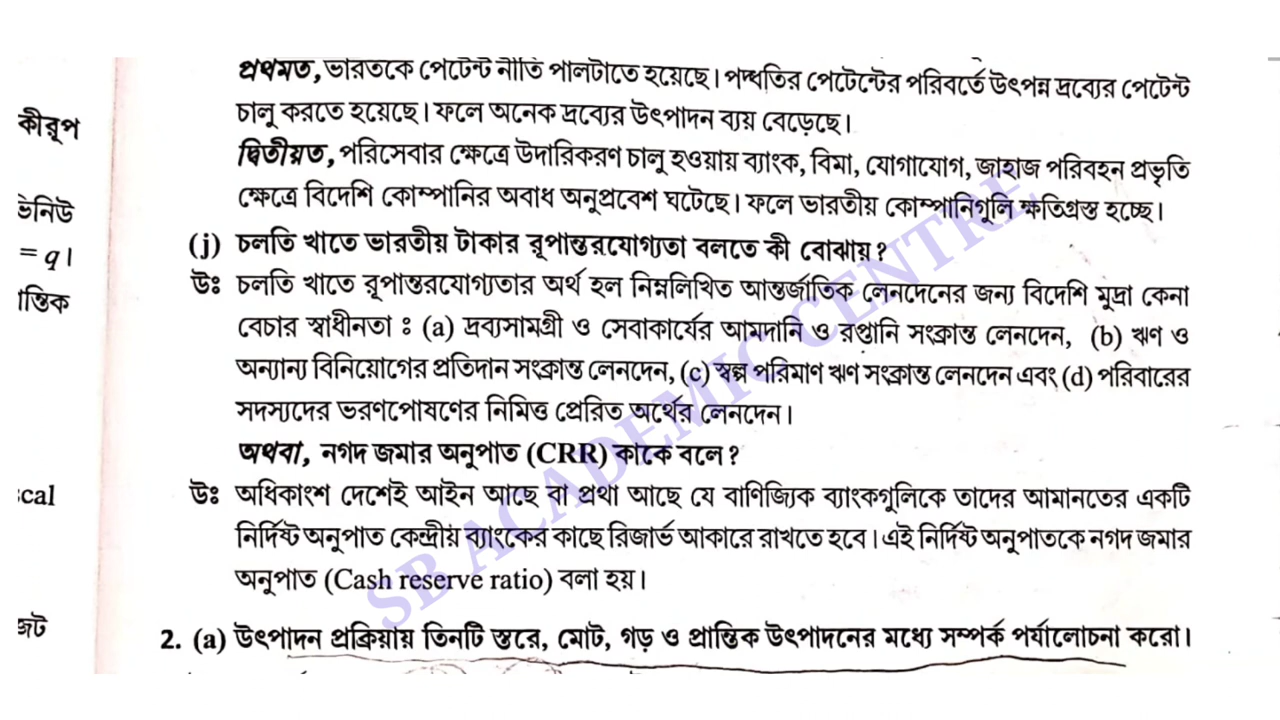 প্রথমত, ভারতকে পেটেন্ট নীতি পালটাতে হয়েছে। পদ্ধতির পেটেন্টের পরিবর্তে উৎপন্ন দ্রব্যের পেটেন্ট
চালু করতে হয়েছে। ফলে অনেক দ্রব্যের উৎপাদন ব্যয় বেড়েছে।
কীরূপ
দ্বিতীয়ত, পরিসেবার ক্ষেত্রে উদারিকরণ চালু হওয়ায় ব্যাংক, বিমা, যোগাযোগ, জাহাজ পরিবহন প্রভৃতি
ক্ষেত্রে বিদেশি কোম্পানির অবাধ অনুপ্রবেশ ঘটেছে। ফলে ভারতীয় কোম্পানিগুলি ক্ষতিগ্রস্ত হচ্ছে।
= q।
(j) চলতি খাতে ভারতীয় টাকার রূপান্তরযোগ্যতা বলতে কী বোঝায়?
উঃ চলতি খাতে রূপান্তরযোগ্যতার অর্থ হল নিম্নলিখিত আন্তর্জাতিক লেনদেনের জন্য বিদেশি মুদ্রা কেনা
বেচার স্বাধীনতা ঃ (a) দ্রব্যসামগ্রী ও সেবাকার্যের আমদানি ও রপ্তানি সংক্রান্ত লেনদেন, (b) ঋণ ও
অন্যান্য বিনিয়োগের প্রতিদান সংক্রান্ত লেনদেন, (c) স্বল্প পরিমাণ ঋণ সংক্রান্ত লেনদেন এবং (d) পরিবারের
সদস্যদের ভরণপোষণের নিমিত্ত প্রেরিত অর্থের লেনদেন।
অথবা, নগদ জমার অনুপাত (CRR) কাকে বলে?
উঃ অধিকাংশ দেশেই আইন আছে বা প্রথা আছে যে বাণিজ্যিক ব্যাংকগুলিকে তাদের আমানতের একটি
নির্দিষ্ট অনুপাত কেন্দ্রীয় ব্যাংকের কাছে রিজার্ভ আকারে রাখতে হবে। এই নির্দিষ্ট অনুপাতকে নগদ জমার
অনুপাত (Cash reserve ratio) বলা হয়।
2. (a) উৎপাদন প্রক্রিয়ায় তিনটি স্তরে, মোট, গড় ও প্রান্তিক উৎপাদনের মধ্যে সম্পর্ক পর্যালোচনা করো।
SB ACADEMIC CENTRE